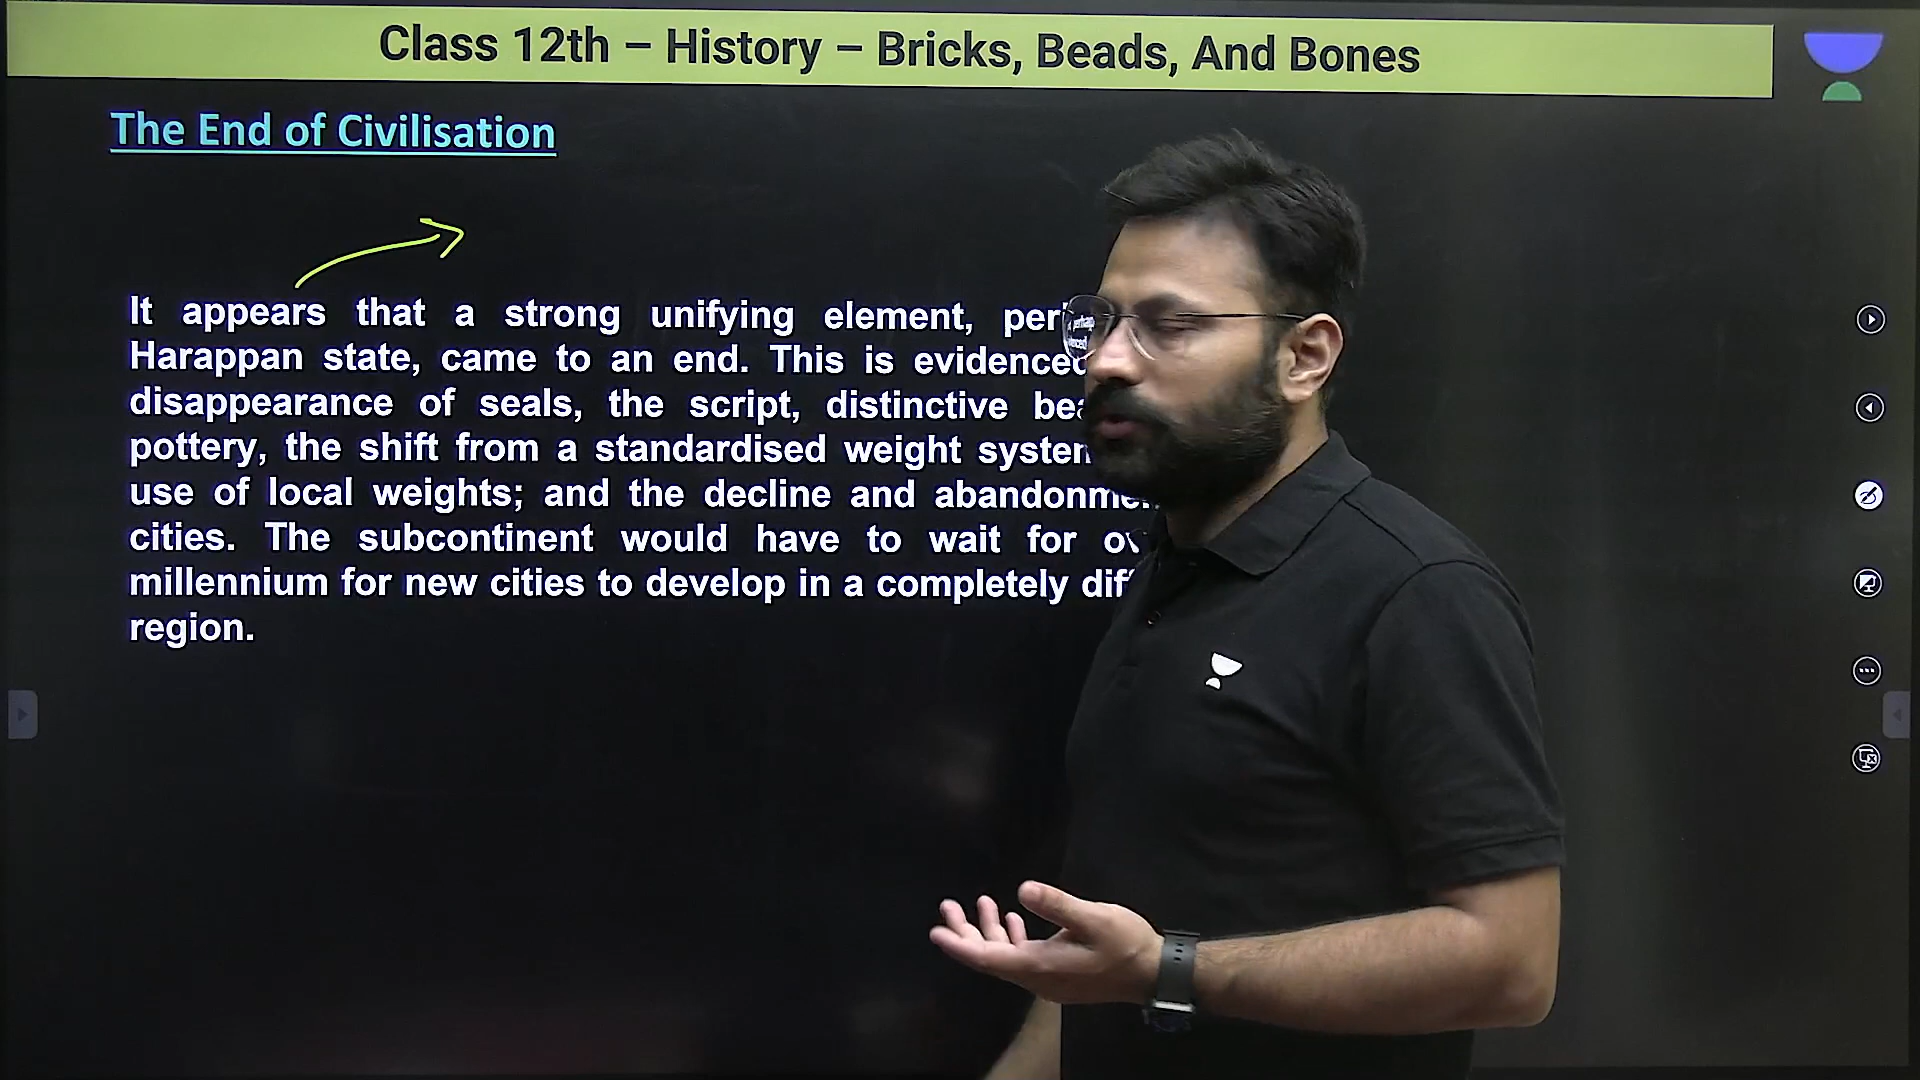 Class 12th – History – Bricks, Beads, And Bones
The End of Civilisation
It appears that a strong unifying element,
Harappan state, came to an end. This is evidenced
disappearance of seals, the script, distinctive
pottery, the shift from a standardised weight system
use of local weights; and the decline and
cities. The subcontinent would have to wait for
millennium for new cities to develop in a completely
region.